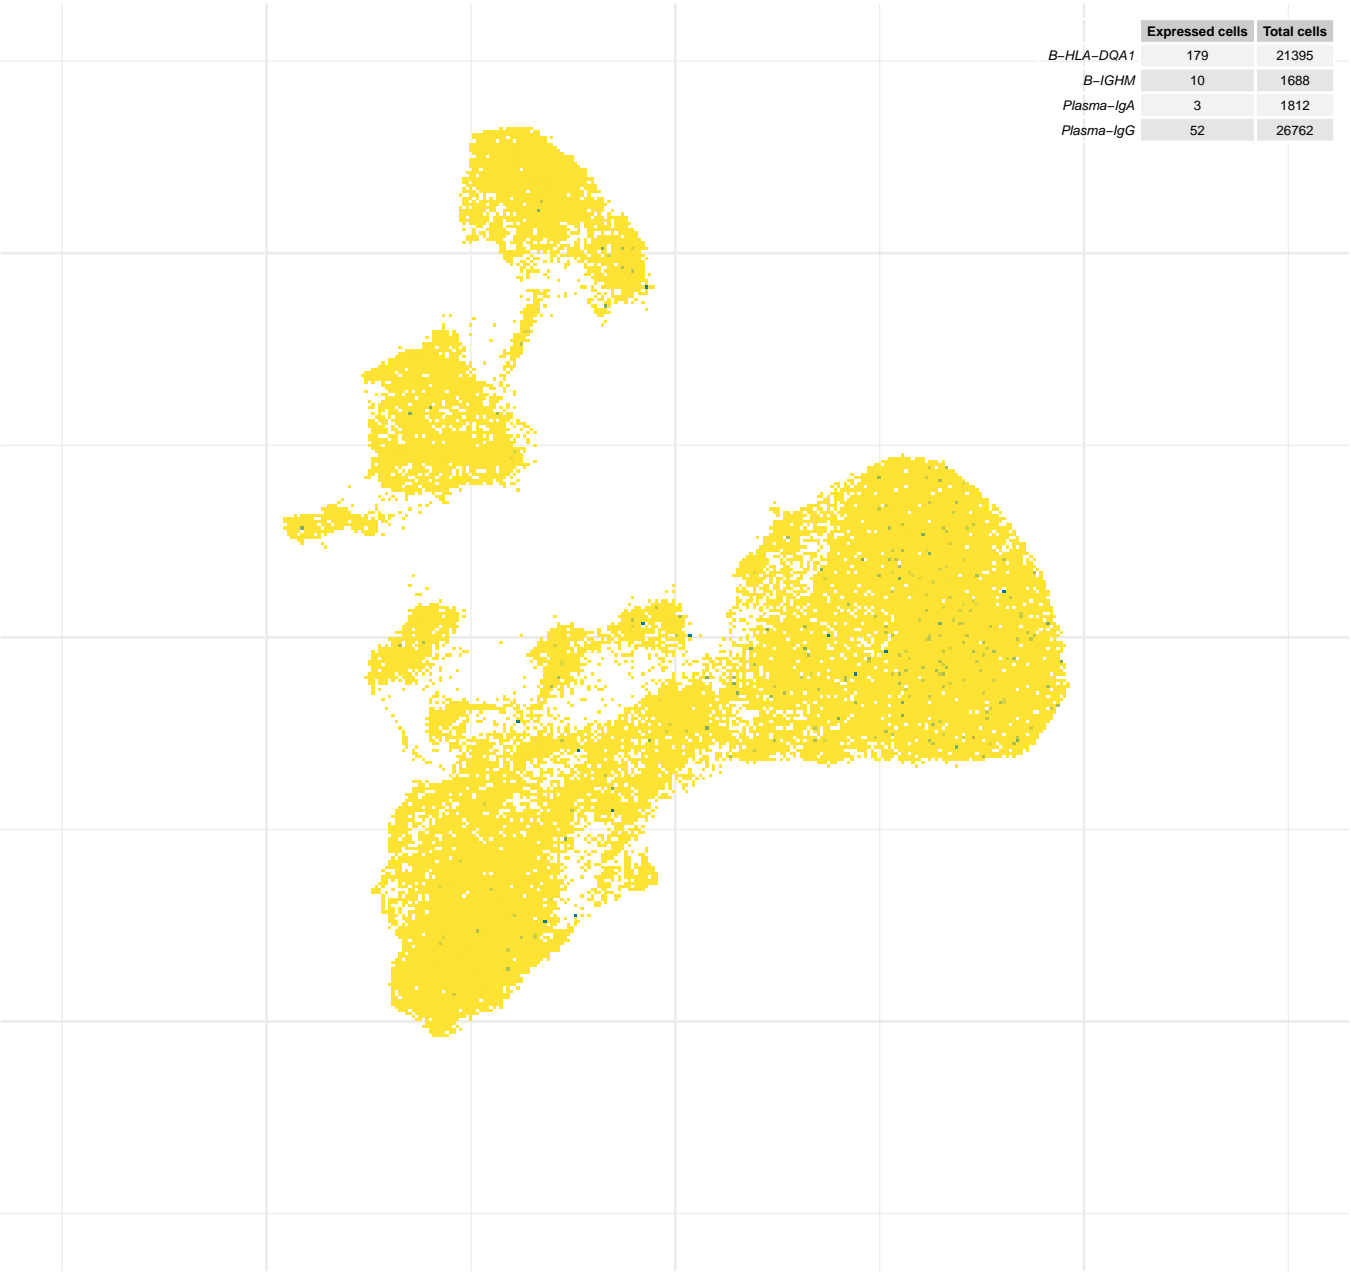 Expressed cells Total cells
B−HLA−DQA1 179 21395
B−IGHM 10 1688
Plasma−IgA 3 1812
Plasma−IgG 52 26762